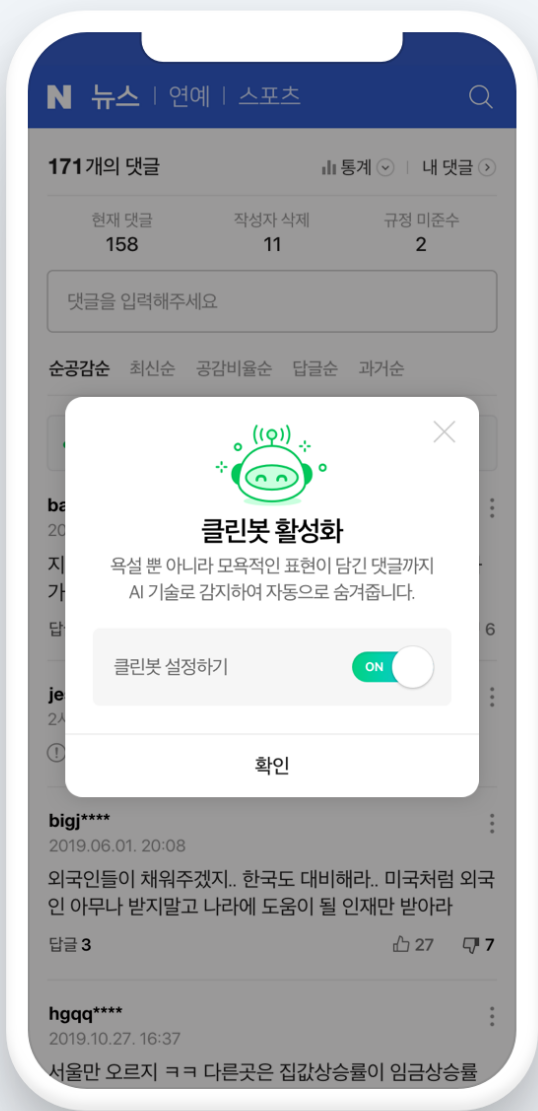 N 뉴스 | 연예 | 스포츠
171개의 댓글 통계 내 댓글
현재 댓글 작성자 삭제 규정 미준수
158 11 2
댓글을 입력해주세요
순공감순 최신순 공감비율순 답글순 과거순
클린봇 활성화
욕설 뿐 아니라 모욕적인 표현이 담긴 댓글까지
AI 기술로 감지하여 자동으로 숨겨줍니다.
클린봇 설정하기 ON
확인
ba
20
지
가
답
6
je
2시
bigj****
2019.06.01. 20:08
외국인들이 채워주겠지.. 한국도 대비해라.. 미국처럼 외국
인 아무나 받지말고 나라에 도움이 될 인재만 받아라
답글 3 27 7
hgqq****
2019.10.27. 16:37
서울만 오르지 ㅋㅋ 다른곳은 집값상승률이 임금상승률